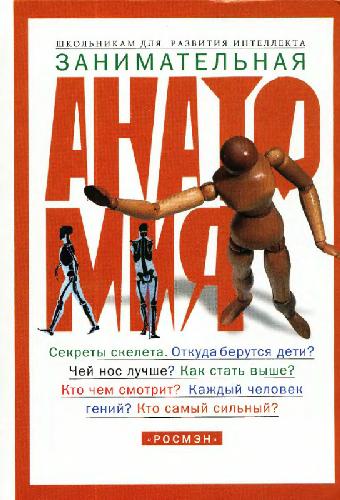 ШКОЛЬНИКАМ ДЛЯ РАЗВИТИЯ ИНТЕЛЛЕКТА
ЗАНИМАТЕЛЬНАЯ
АНАТО
МИЯ
Секреты скелета. Откуда берутся дети?
Чей нос лучше? Как стать выше?
Кто чем смотрит? Каждый человек
гений? Кто самый сильный?
«РОСМЭН»